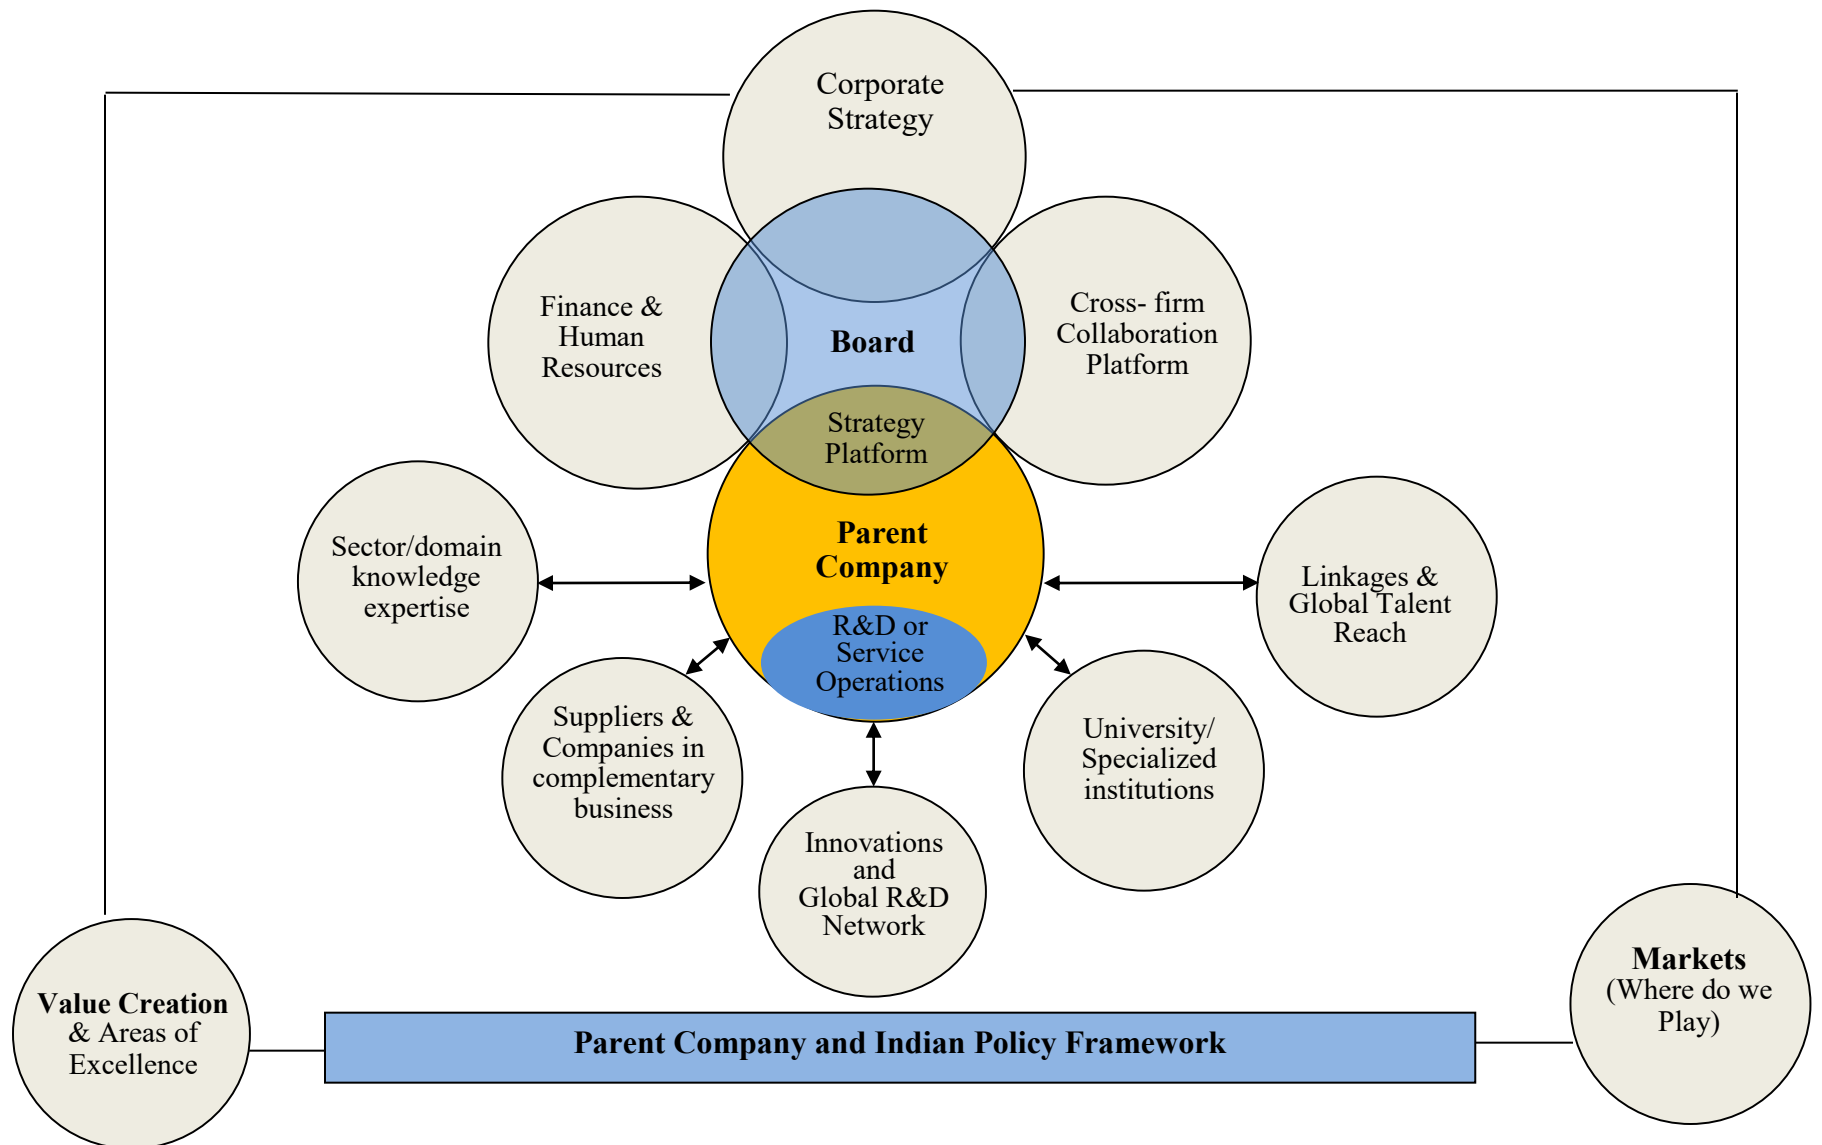 Corporate
Strategy
Finance &
Human
Resources
Board
Cross- firm
Collaboration
Platform
Strategy
Platform
Parent
Company
Sector/domain
knowledge
expertise
Linkages &
Global Talent
Reach
R&D or
Service
Operations
Suppliers &
Companies in
complementary
business
University/
Specialized
institutions
Innovations
and
Global R&D
Network
Value Creation
& Areas of
Excellence
Markets
(Where do we
Play)
Parent Company and Indian Policy Framework